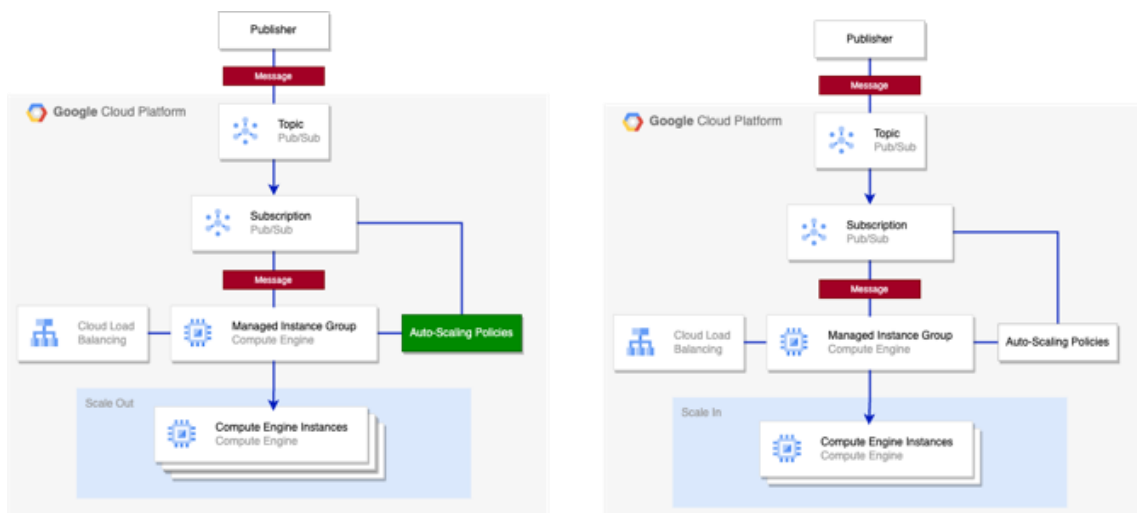 Publisher
Message
Google Cloud Platform
Topic
Pub/Sub
Subscription
Pub/Sub
Message
Cloud Load
Balancing
Managed Instance Group
Compute Engine
Auto-Scaling Policies
Scale Out
Compute Engine Instances
Compute Engine
Publisher
Message
Google Cloud Platform
Topic
Pub/Sub
Subscription
Pub/Sub
Message
Cloud Load
Balancing
Managed Instance Group
Compute Engine
Auto-Scaling Policies
Scale In
Compute Engine Instances
Compute Engine